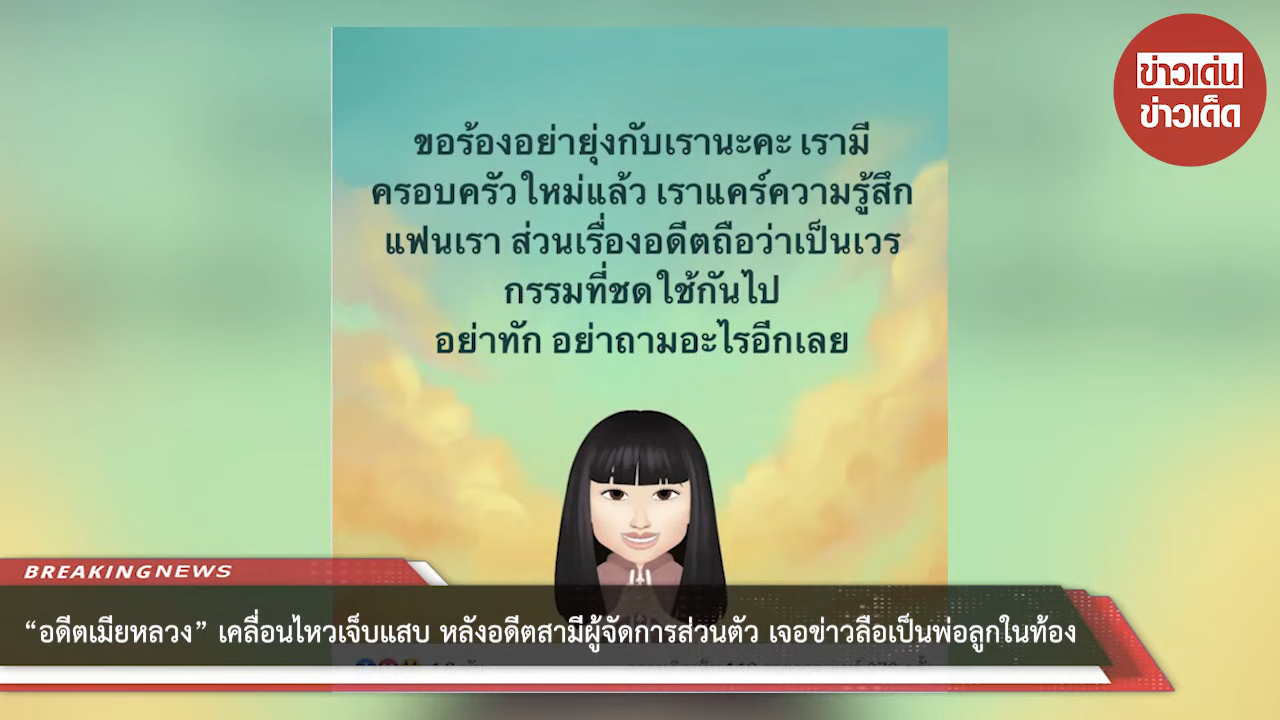 ข่าวเด่น
ข่าวเด็ด
ขอร้องอย่ายุ่งกับเรานะคะ เรามี
ครอบครัวใหม่แล้ว เราแคร์ความรู้สึก
แฟนเรา ส่วนเรื่องอดีตถือว่าเป็นเวร
กรรมที่ชดใช้กันไป
อย่าทัก อย่าถามอะไรอีกเลย
BREAKING NEWS
“อดีตเมียหลวง” เคลื่อนไหวเจ็บแสบ หลังอดีตสามีผู้จัดการส่วนตัว เจอข่าวลือเป็นพ่อลูกในท้อง